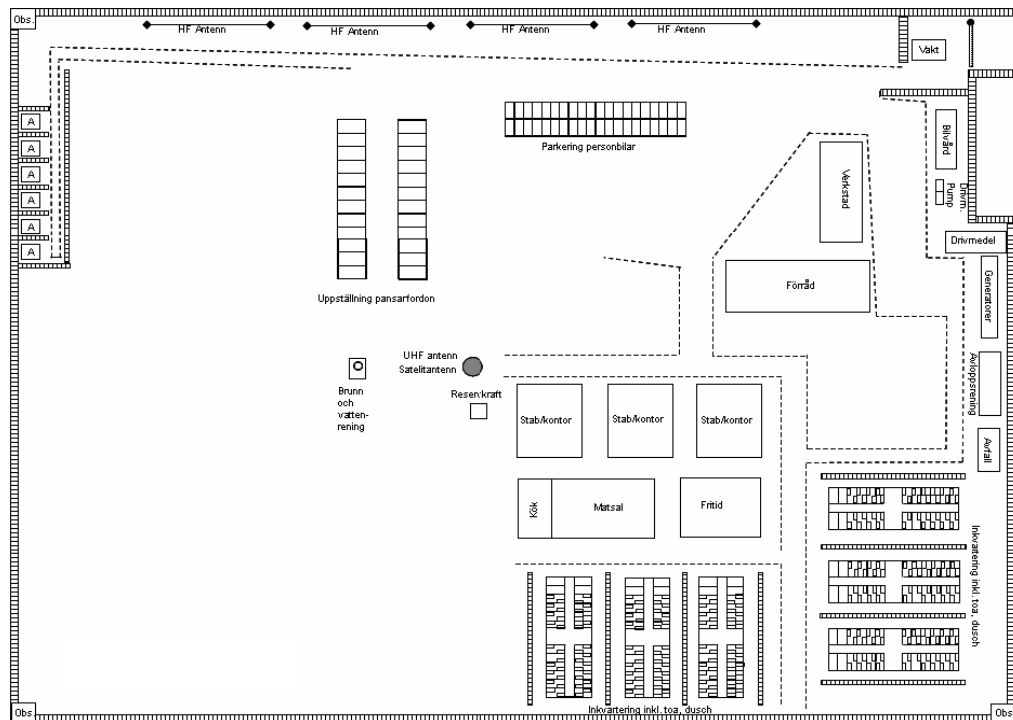 Obs.
HF Antenn
HF Antenn
HF Antenn
HF Antenn
Vakt
A
A
A
A
A
A
Parkering personbilar
Uppställning pansarfordon
Verkstad
Bilvård
Drivm.
Pump
Drivmedel
Förråd
Generatorer
UHF antenn
Satelitantenn
Reserv.kraft
Brunn
och
vatten-
rening
Avloppsrening
Stab/kontor
Stab/kontor
Stab/kontor
Avfall
Kök
Matsal
Fritid
Inkvartering inkl. toa, dusch
Inkvartering inkl. toa, dusch
Obs.
Obs